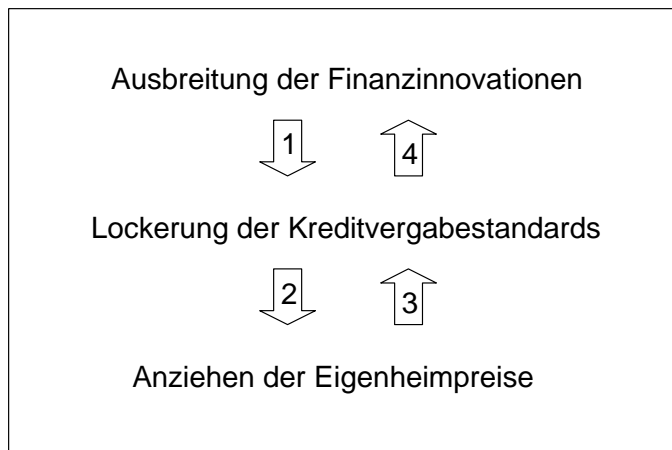 Ausbreitung der Finanzinnovationen
1 4
Lockerung der Kreditvergabestandards
2 3
Anziehen der Eigenheimpreise